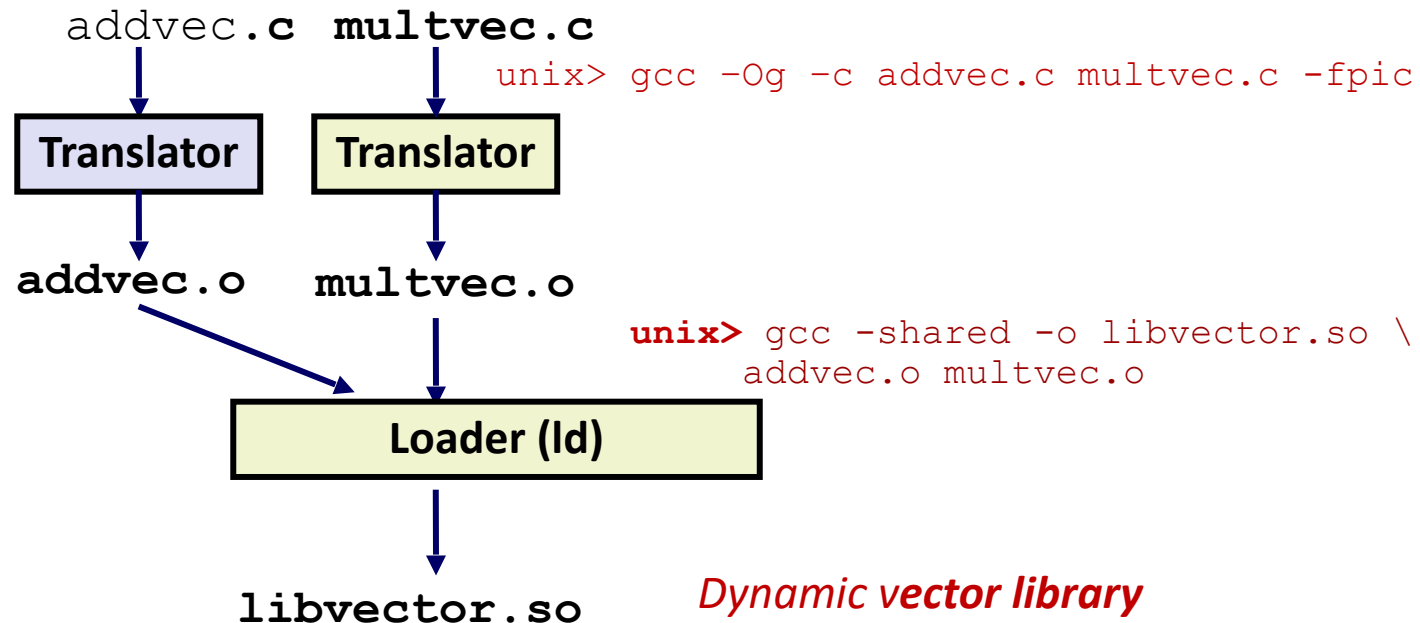 addvec.c multvec.c
unix> gcc –Og –c addvec.c multvec.c -fpic
Translator Translator
addvec.o multvec.o
unix> gcc -shared -o libvector.so \
addvec.o multvec.o
Loader (ld)
libvector.so
Dynamic vector library